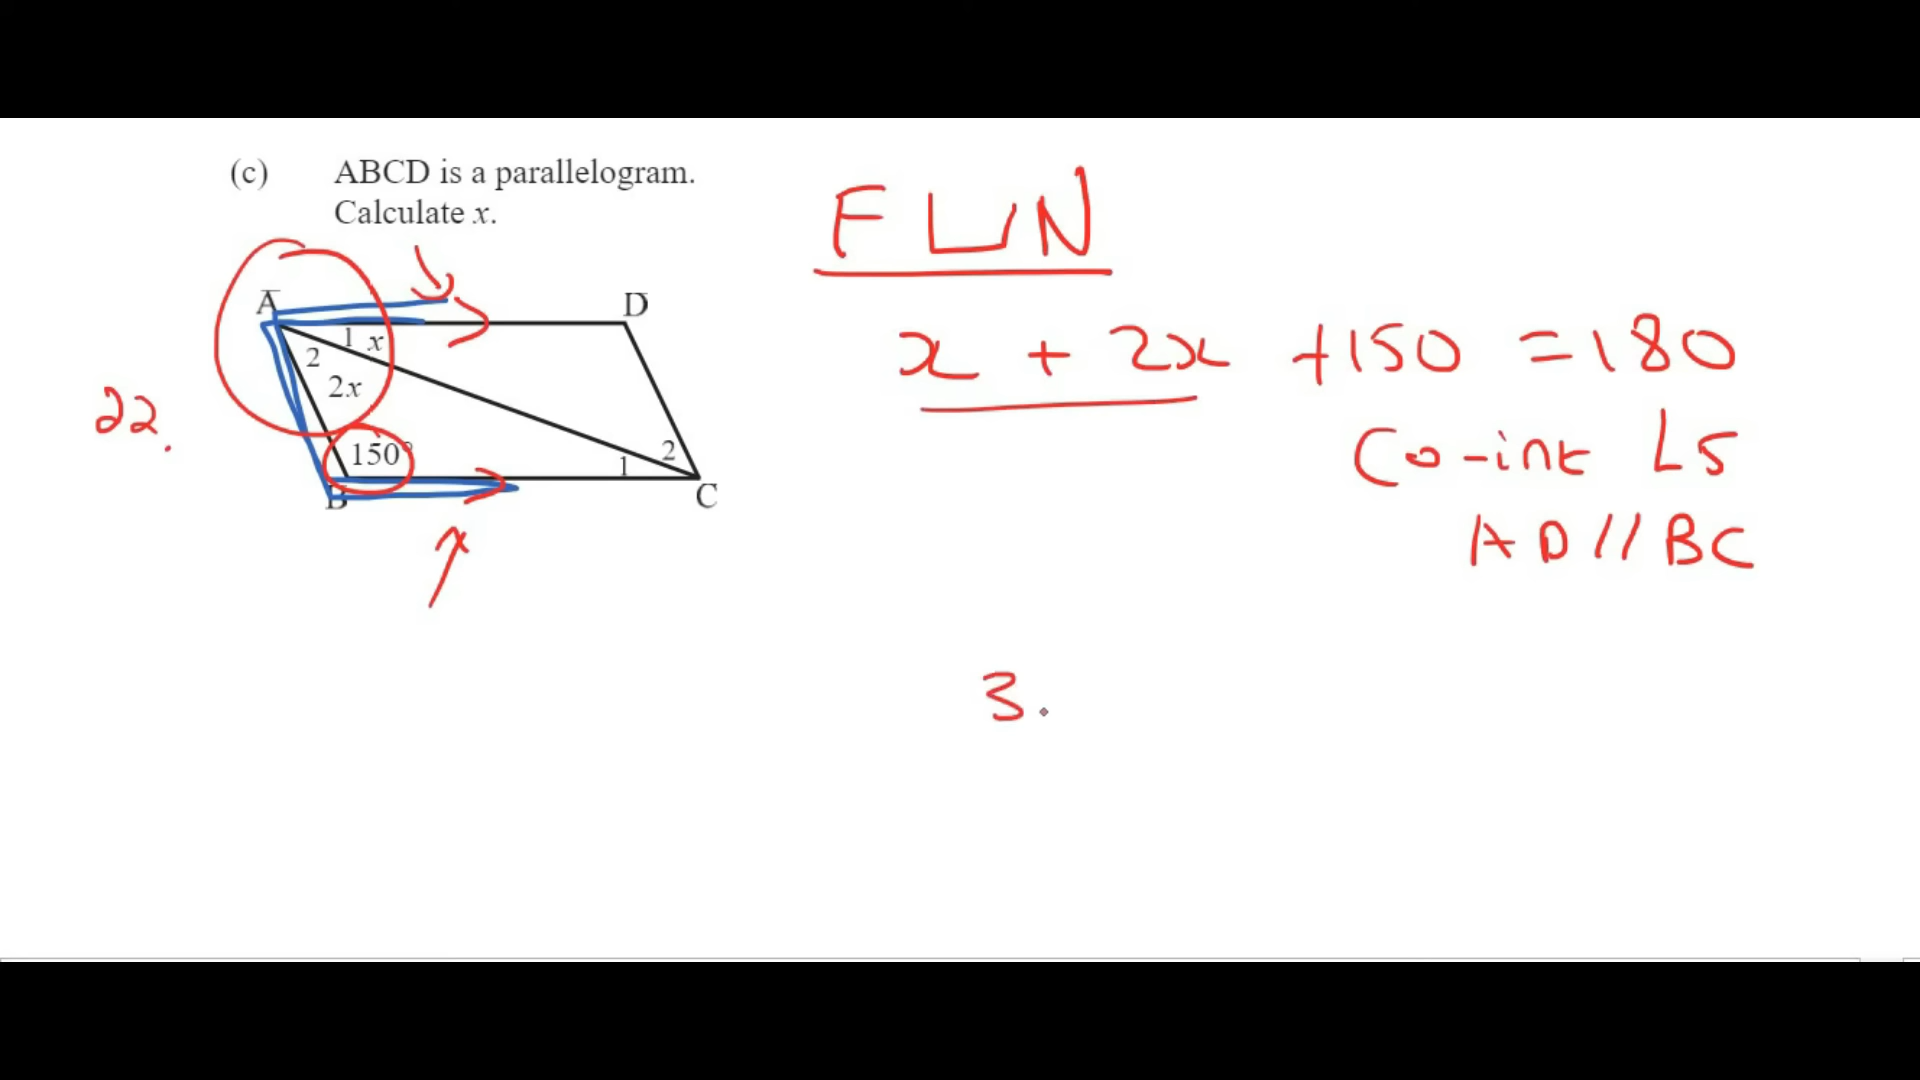 (c) ABCD is a parallelogram.
Calculate x.
F L⅃ N
A
D
1 x
2
2x
22.
150°
2
1
B
C
x + 2x +150 = 180
Co-int Ls
AD // BC
3